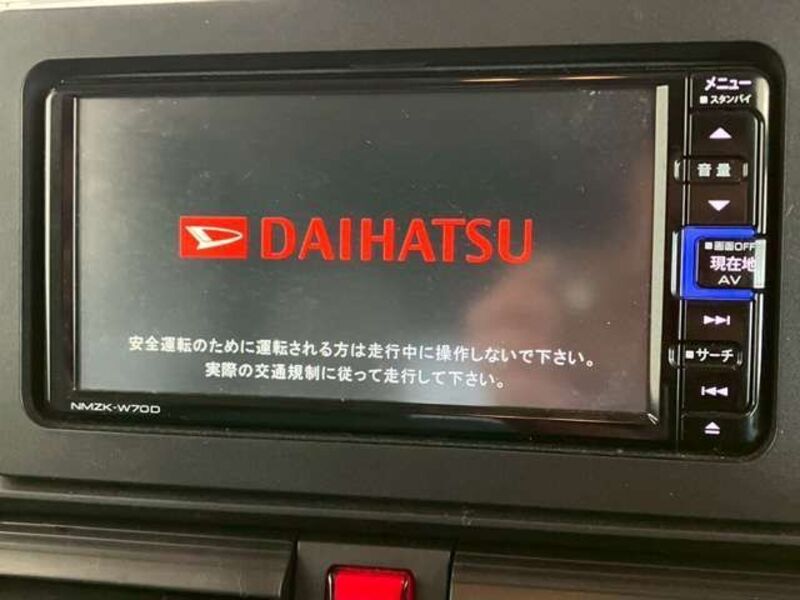 DAIHATSU
安全運転のために運転される方は走行中に操作しないで下さい。
実際の交通規制に従って走行して下さい。
NMZK-W70D
メニュー
スタンバイ
音量
画面OFF
現在地
AV
サーチ